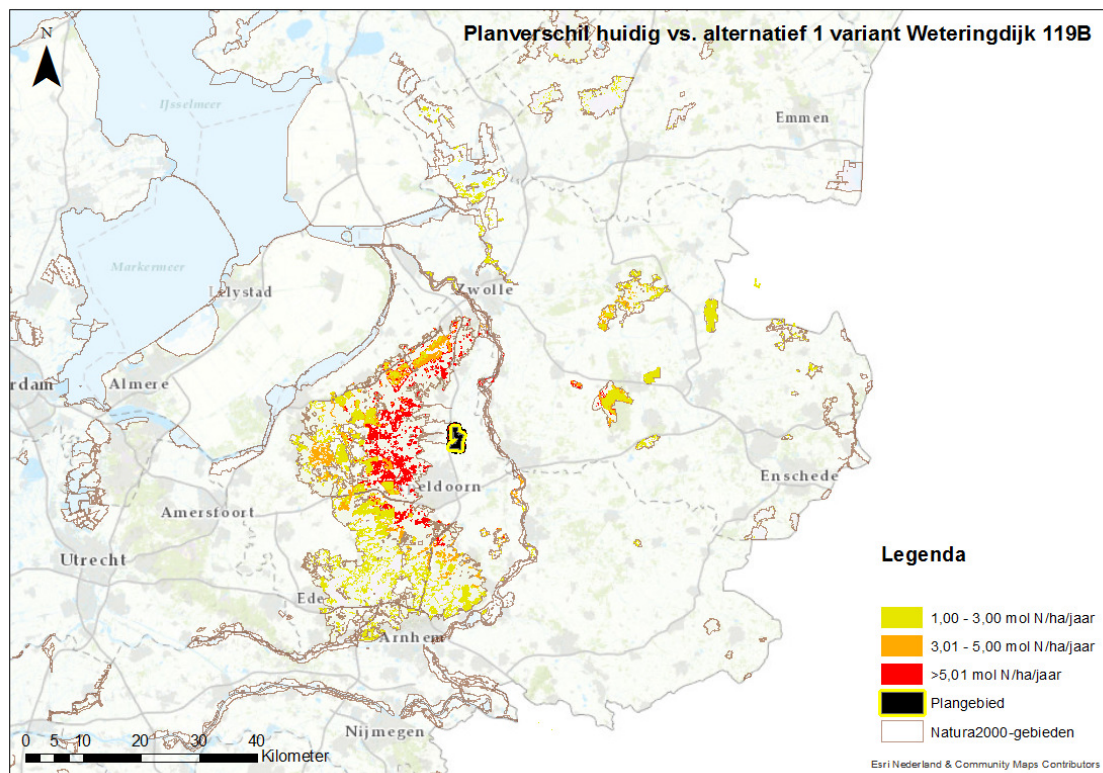 Planverschil huidig vs. alternatief 1 variant Weteringdijk 119B
N
IJsselmeer
Emmen
Markermeer
Lelystad
Zwolle
rdam
Almere
eldoorn
Enschede
Amersfoort
Utrecht
Ede
Arnhem
Nijmegen
Legenda
1,00 - 3,00 mol N/ha/jaar
3,01 - 5,00 mol N/ha/jaar
>5,01 mol N/ha/jaar
Plangebied
Natura2000-gebieden
0 5 10 20 30 40
Kilometer
Esri Nederland & Community Maps Contributors